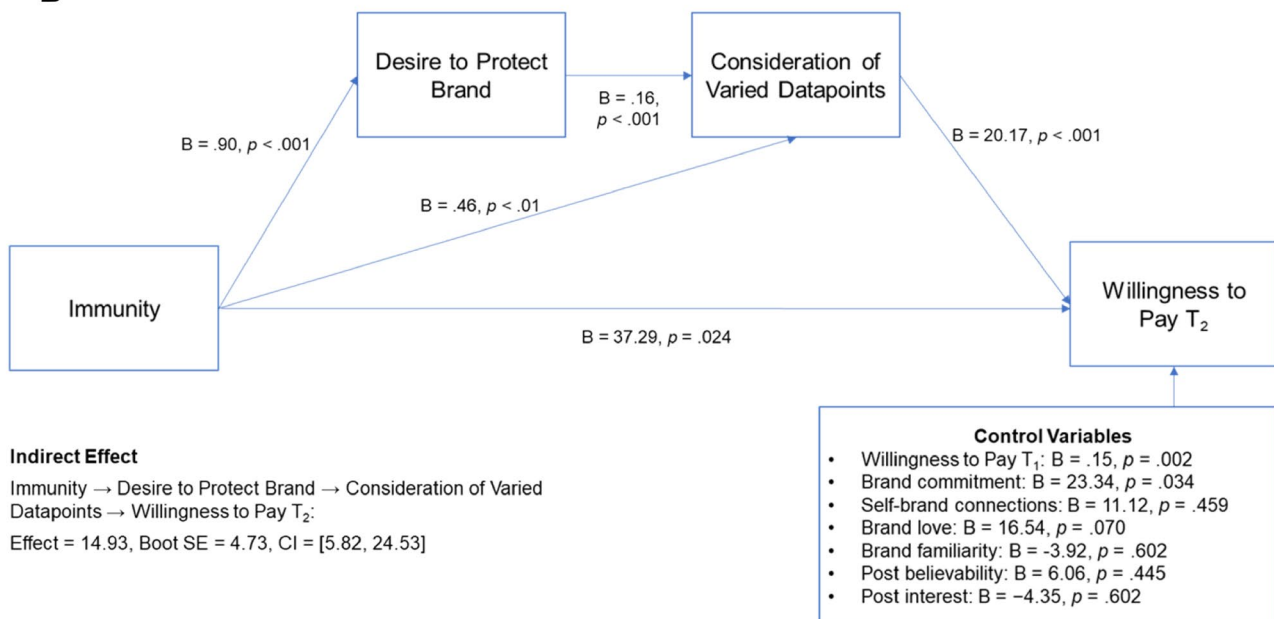 Desire to Protect
Brand
Consideration of
Varied Datapoints
B = .16,
p < .001
B = .90, p < .001
B = 20.17, p < .001
B = .46, p < .01
Immunity
Willingness to
Pay T₂
B = 37.29, p = .024
Indirect Effect
Immunity → Desire to Protect Brand → Consideration of Varied
Datapoints → Willingness to Pay T₂:
Effect = 14.93, Boot SE = 4.73, CI = [5.82, 24.53]
Control Variables
• Willingness to Pay T₁: B = .15, p = .002
• Brand commitment: B = 23.34, p = .034
• Self-brand connections: B = 11.12, p = .459
• Brand love: B = 16.54, p = .070
• Brand familiarity: B = -3.92, p = .602
• Post believability: B = 6.06, p = .445
• Post interest: B = −4.35, p = .602